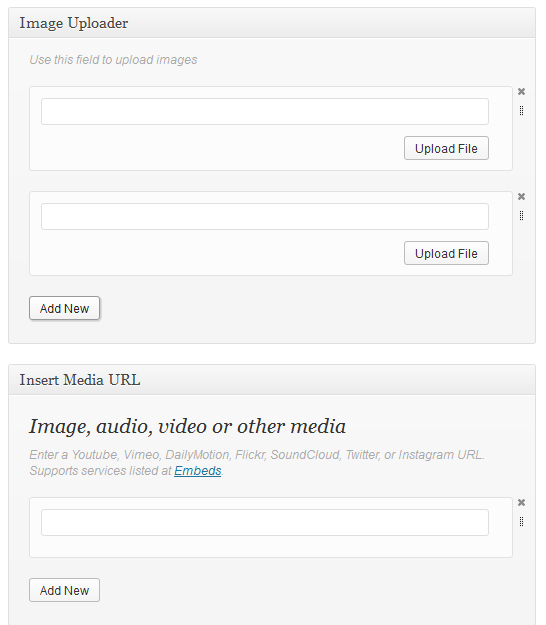 Image Uploader
Use this field to upload images
Upload File
Upload File
Add New
Insert Media URL
Image, audio, video or other media
Enter a Youtube, Vimeo, DailyMotion, Flickr, SoundCloud, Twitter, or Instagram URL.
Supports services listed at Embeds
Add New